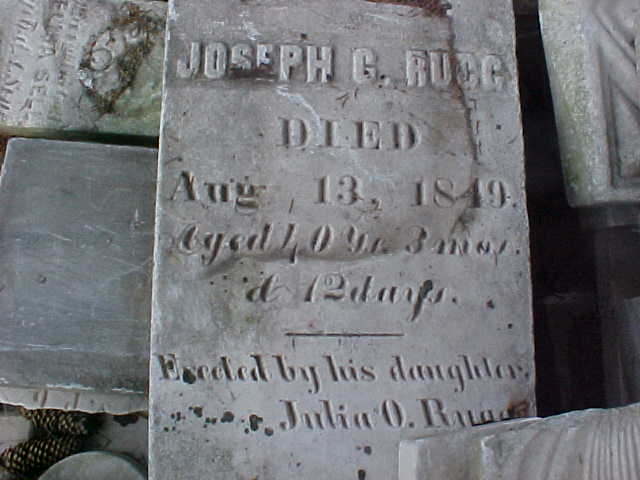 JOSEPH G. RUGG
DIED
Aug 13, 1849.
Aged 40 Ys. 3 mos.
& 12 days.
Erected by his daughter,
Julia O. Rugg